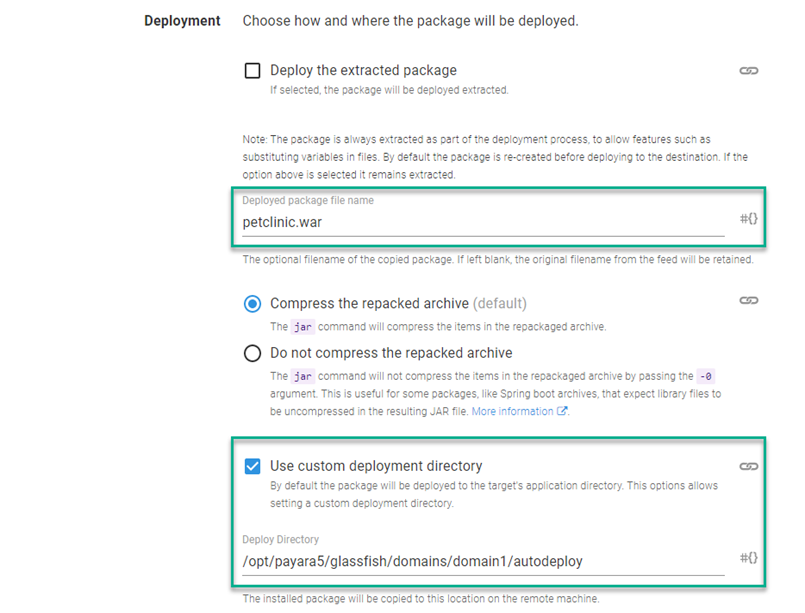 Deployment Choose how and where the package will be deployed.
Deploy the extracted package
If selected, the package will be deployed extracted.
Note: The package is always extracted as part of the deployment process, to allow features such as
substituting variables in files. By default the package is re-created before deploying to the destination. If the
option above is selected it remains extracted.
Deployed package file name
petclinic.war
#{}
The optional filename of the copied package. If left blank, the original filename from the feed will be retained.
Compress the repacked archive (default)
The jar command will compress the items in the repackaged archive.
Do not compress the repacked archive
The jar command will not compress the items in the repackaged archive by passing the -0
argument. This is useful for some packages, like Spring boot archives, that expect library files to
be uncompressed in the resulting JAR file. More information.
Use custom deployment directory
By default the package will be deployed to the target's application directory. This options allows
setting a custom deployment directory.
Deploy Directory
/opt/payara5/glassfish/domains/domain1/autodeploy
#{}
The installed package will be copied to this location on the remote machine.